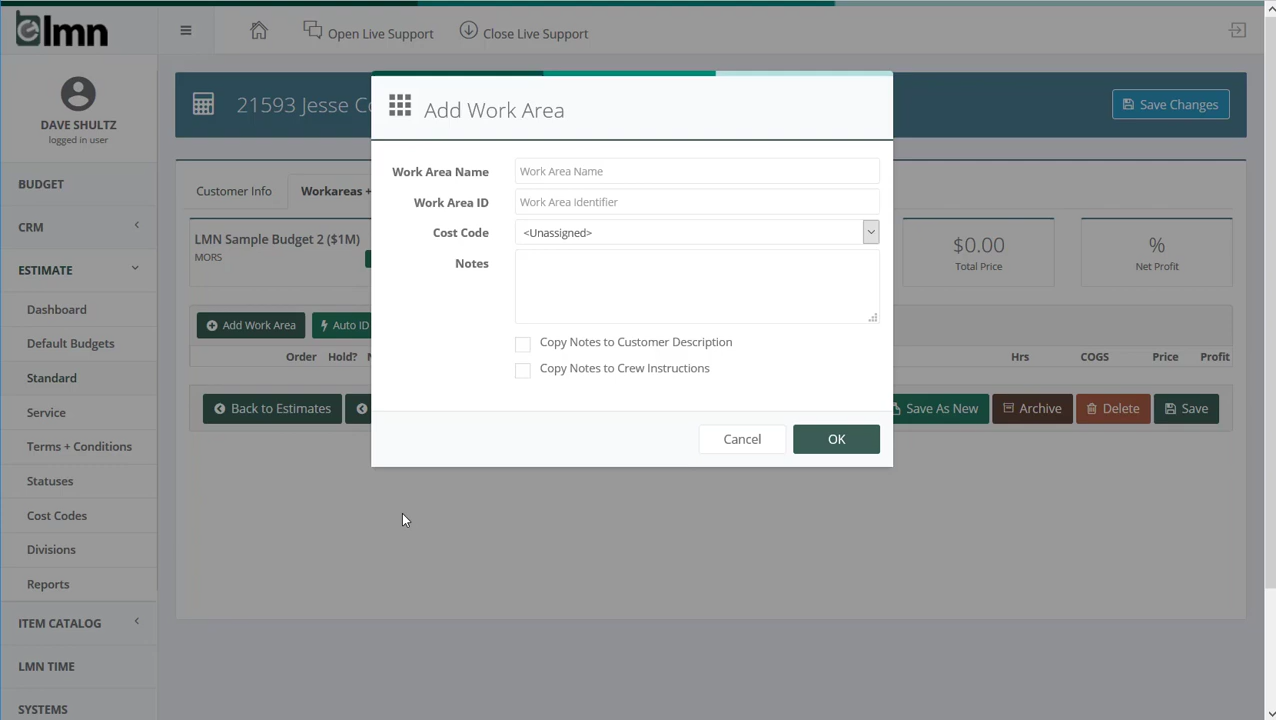 lmn
Open Live Support
Close Live Support
DAVE SHULTZ
logged in user
BUDGET
CRM
ESTIMATE
Dashboard
Default Budgets
Standard
Service
Terms + Conditions
Statuses
Cost Codes
Divisions
Reports
ITEM CATALOG
LMN TIME
SYSTEMS
21593 Jesse Co
Save Changes
Customer Info
Workareas +
LMN Sample Budget 2 ($1M)
MORS
$0.00
Total Price
%
Net Profit
Add Work Area
Auto ID
Order Hold?
Hrs COGS Price Profit
Back to Estimates
Save As New
Archive
Delete
Save
Add Work Area
Work Area Name
Work Area Name
Work Area ID
Work Area Identifier
Cost Code
<Unassigned>
Notes
Copy Notes to Customer Description
Copy Notes to Crew Instructions
Cancel
OK